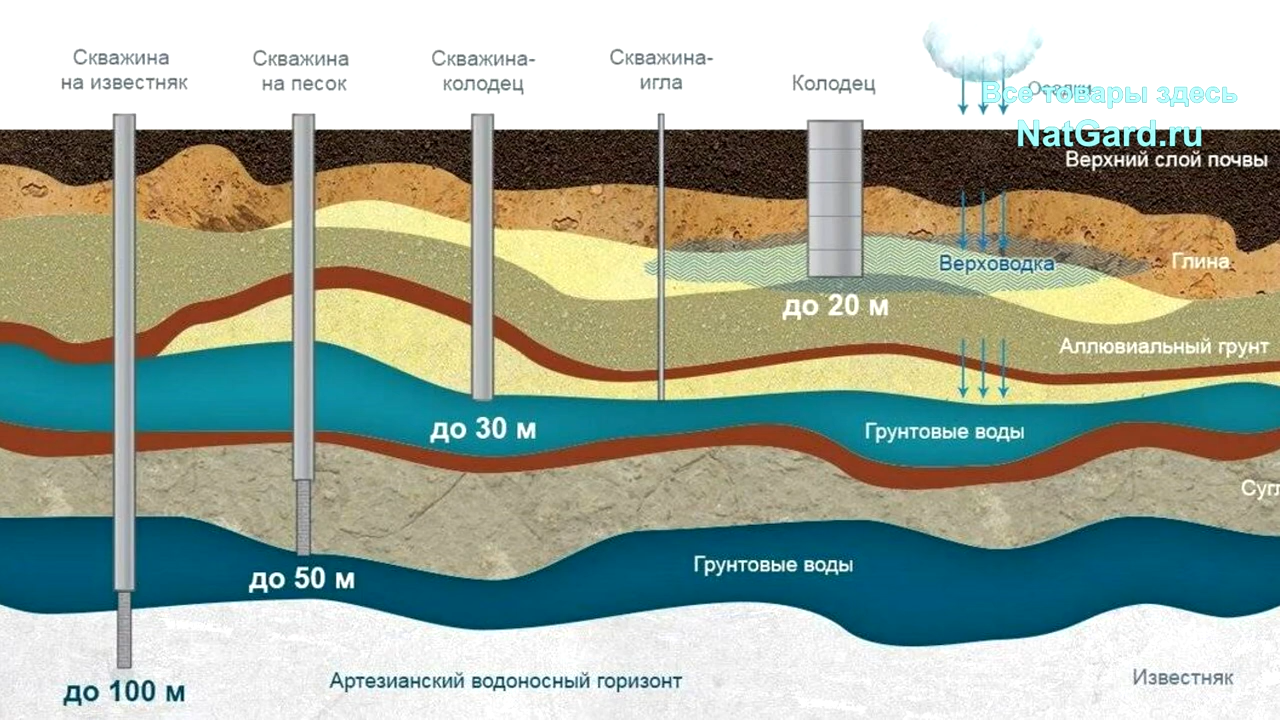 Скважина
на известняк
Скважина
на песок
Скважина-
колодец
Скважина-
игла
Колодец
Осадки
Все товары здесь
NatGard.ru
Верхний слой почвы
Верховодка
Глина
до 20 м
Аллювиальный грунт
до 30 м
Грунтовые воды
Сугл
Грунтовые воды
до 50 м
Артезианский водоносный горизонт
Известняк
до 100 м